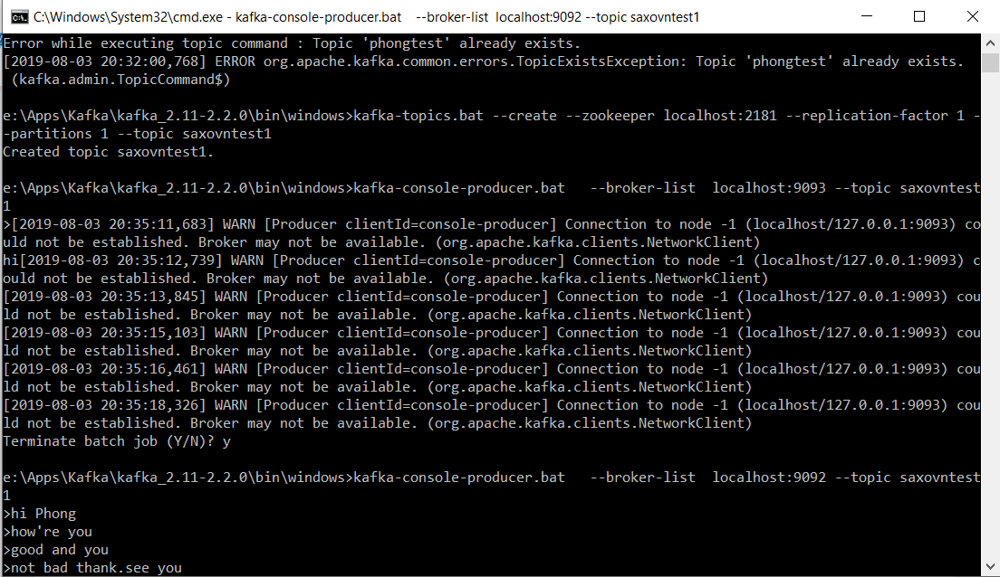 C:\Windows\System32\cmd.exe - kafka-console-producer.bat   --broker-list  localhost:9092 --topic saxovntest1
Error while executing topic command : Topic 'phongtest' already exists.
[2019-08-03 20:32:00,768] ERROR org.apache.kafka.common.errors.TopicExistsException: Topic 'phongtest' already exists.
 (kafka.admin.TopicCommand$)
e:\Apps\Kafka\kafka_2.11-2.2.0\bin\windows>kafka-topics.bat --create --zookeeper localhost:2181 --replication-factor 1 -
-partitions 1 --topic saxovntest1
Created topic saxovntest1.
e:\Apps\Kafka\kafka_2.11-2.2.0\bin\windows>kafka-console-producer.bat   --broker-list  localhost:9093 --topic saxovntest
1
>[2019-08-03 20:35:11,683] WARN [Producer clientId=console-producer] Connection to node -1 (localhost/127.0.0.1:9093) co
uld not be established. Broker may not be available. (org.apache.kafka.clients.NetworkClient)
hi[2019-08-03 20:35:12,739] WARN [Producer clientId=console-producer] Connection to node -1 (localhost/127.0.0.1:9093) c
ould not be established. Broker may not be available. (org.apache.kafka.clients.NetworkClient)
[2019-08-03 20:35:13,845] WARN [Producer clientId=console-producer] Connection to node -1 (localhost/127.0.0.1:9093) cou
ld not be established. Broker may not be available. (org.apache.kafka.clients.NetworkClient)
[2019-08-03 20:35:15,103] WARN [Producer clientId=console-producer] Connection to node -1 (localhost/127.0.0.1:9093) cou
ld not be established. Broker may not be available. (org.apache.kafka.clients.NetworkClient)
[2019-08-03 20:35:16,461] WARN [Producer clientId=console-producer] Connection to node -1 (localhost/127.0.0.1:9093) cou
ld not be established. Broker may not be available. (org.apache.kafka.clients.NetworkClient)
[2019-08-03 20:35:18,326] WARN [Producer clientId=console-producer] Connection to node -1 (localhost/127.0.0.1:9093) cou
ld not be established. Broker may not be available. (org.apache.kafka.clients.NetworkClient)
Terminate batch job (Y/N)? y
e:\Apps\Kafka\kafka_2.11-2.2.0\bin\windows>kafka-console-producer.bat   --broker-list  localhost:9092 --topic saxovntest
1
>hi Phong
>how're you
>good and you
>not bad thank.see you